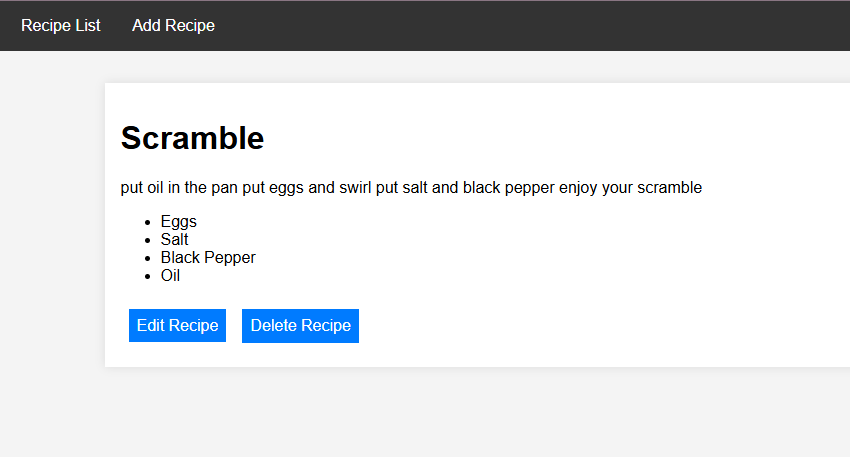 Recipe List Add Recipe
Scramble
put oil in the pan put eggs and swirl put salt and black pepper enjoy your scramble
Eggs
Salt
Black Pepper
Oil
Edit Recipe Delete Recipe